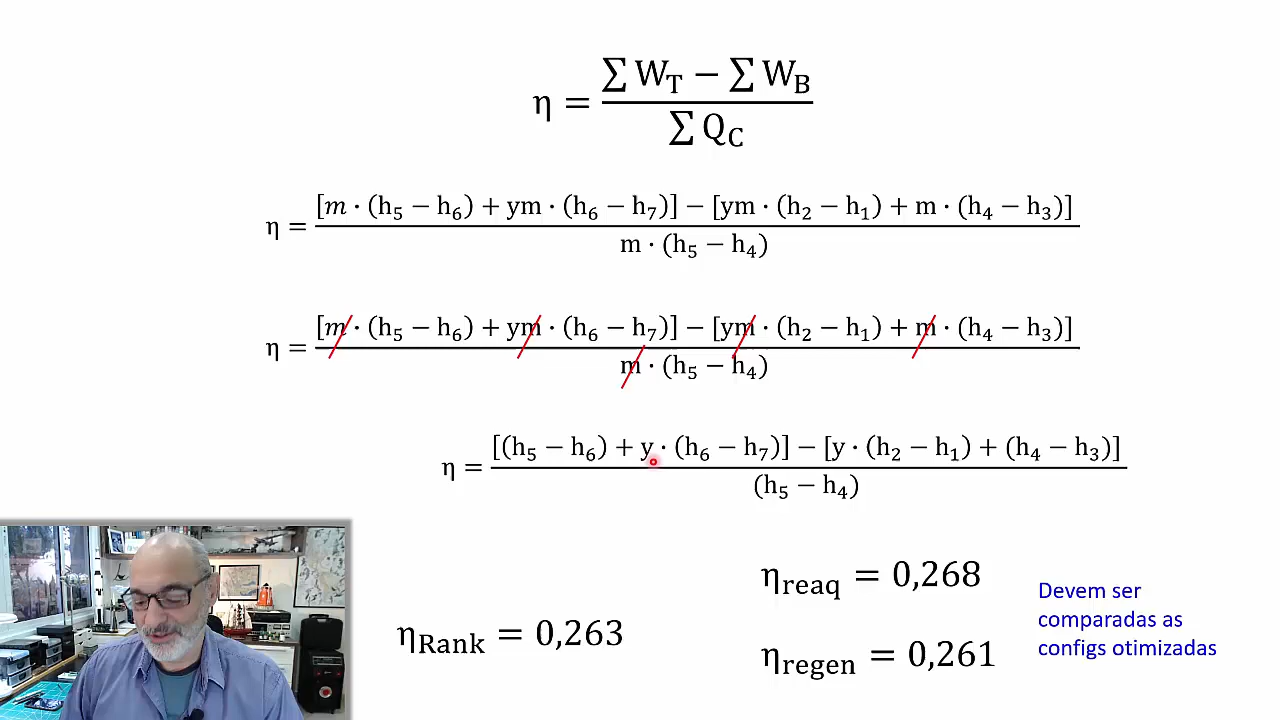 η = (∑ W_T − ∑ W_B) / ∑ Q_C
η = [m · (h₅ − h₆) + ym · (h₆ − h₇)] − [ym · (h₂ − h₁) + m · (h₄ − h₃)] / m · (h₅ − h₄)
η = [m · (h₅ − h₆) + ym · (h₆ − h₇)] − [ym · (h₂ − h₁) + m · (h₄ − h₃)] / m · (h₅ − h₄)
η = [(h₅ − h₆) + y · (h₆ − h₇)] − [y · (h₂ − h₁) + (h₄ − h₃)] / (h₅ − h₄)
η_Rank = 0,263
η_reaq = 0,268
η_regen = 0,261
Devem ser
comparadas as
configs otimizadas